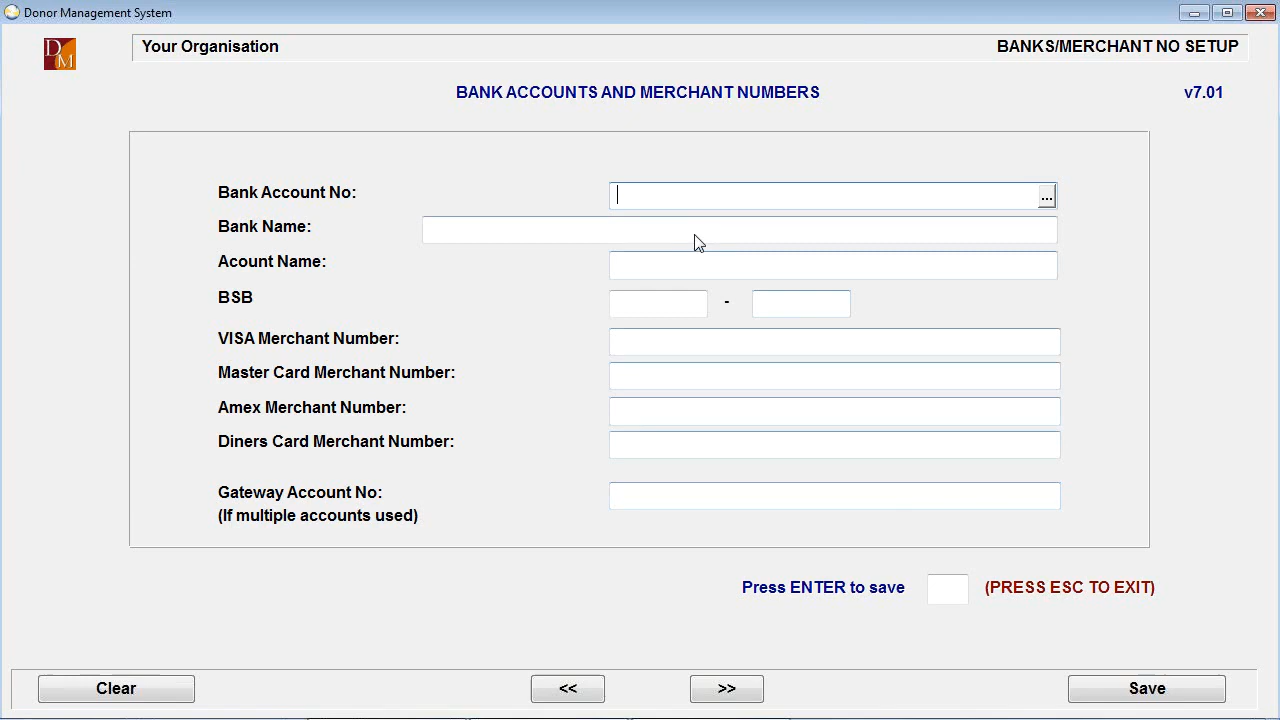 Donor Management System
DM
Your Organisation
BANKS/MERCHANT NO SETUP
BANK ACCOUNTS AND MERCHANT NUMBERS
v7.01
Bank Account No:
...
Bank Name:
Acount Name:
BSB
-
VISA Merchant Number:
Master Card Merchant Number:
Amex Merchant Number:
Diners Card Merchant Number:
Gateway Account No:
(If multiple accounts used)
Press ENTER to save
(PRESS ESC TO EXIT)
Clear
<<
>>
Save